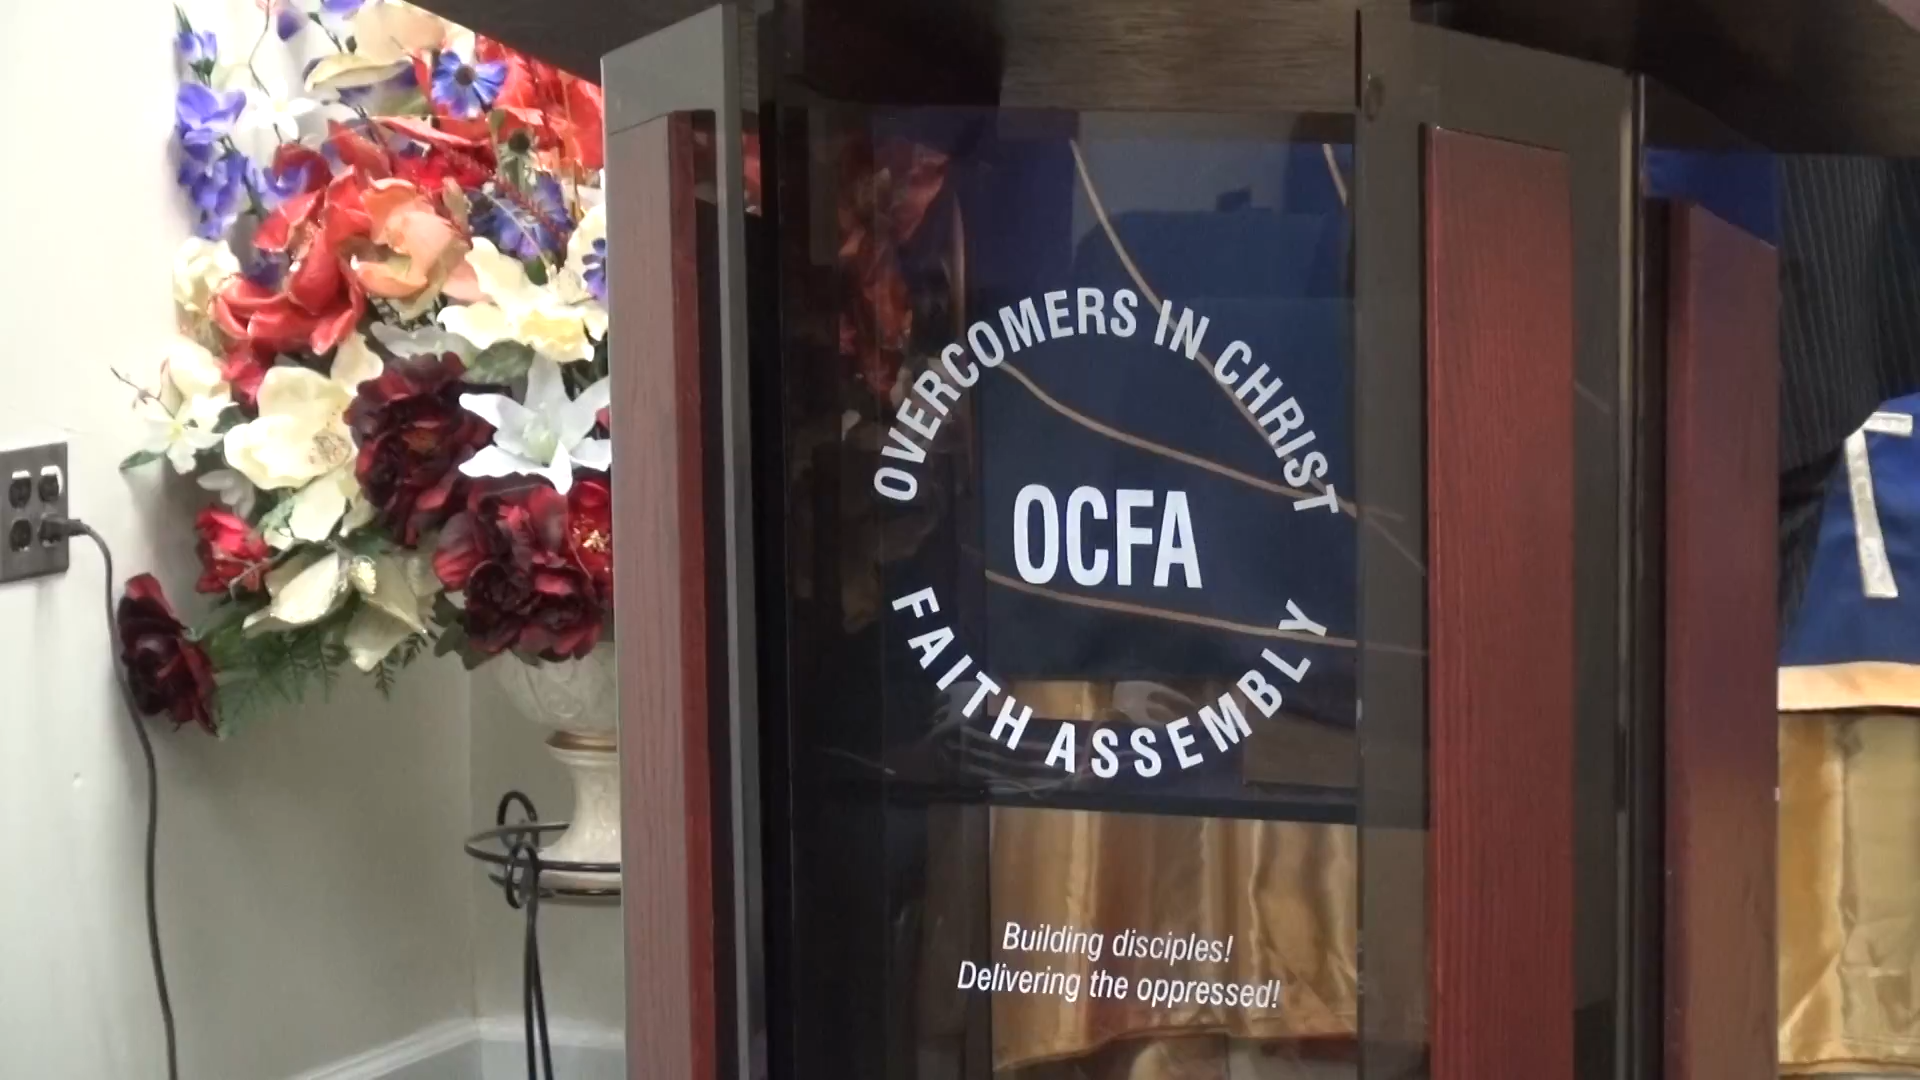 OVERCOMERS IN CHRIST
OCFA
FAITH ASSEMBLY
Building disciples!
Delivering the oppressed!